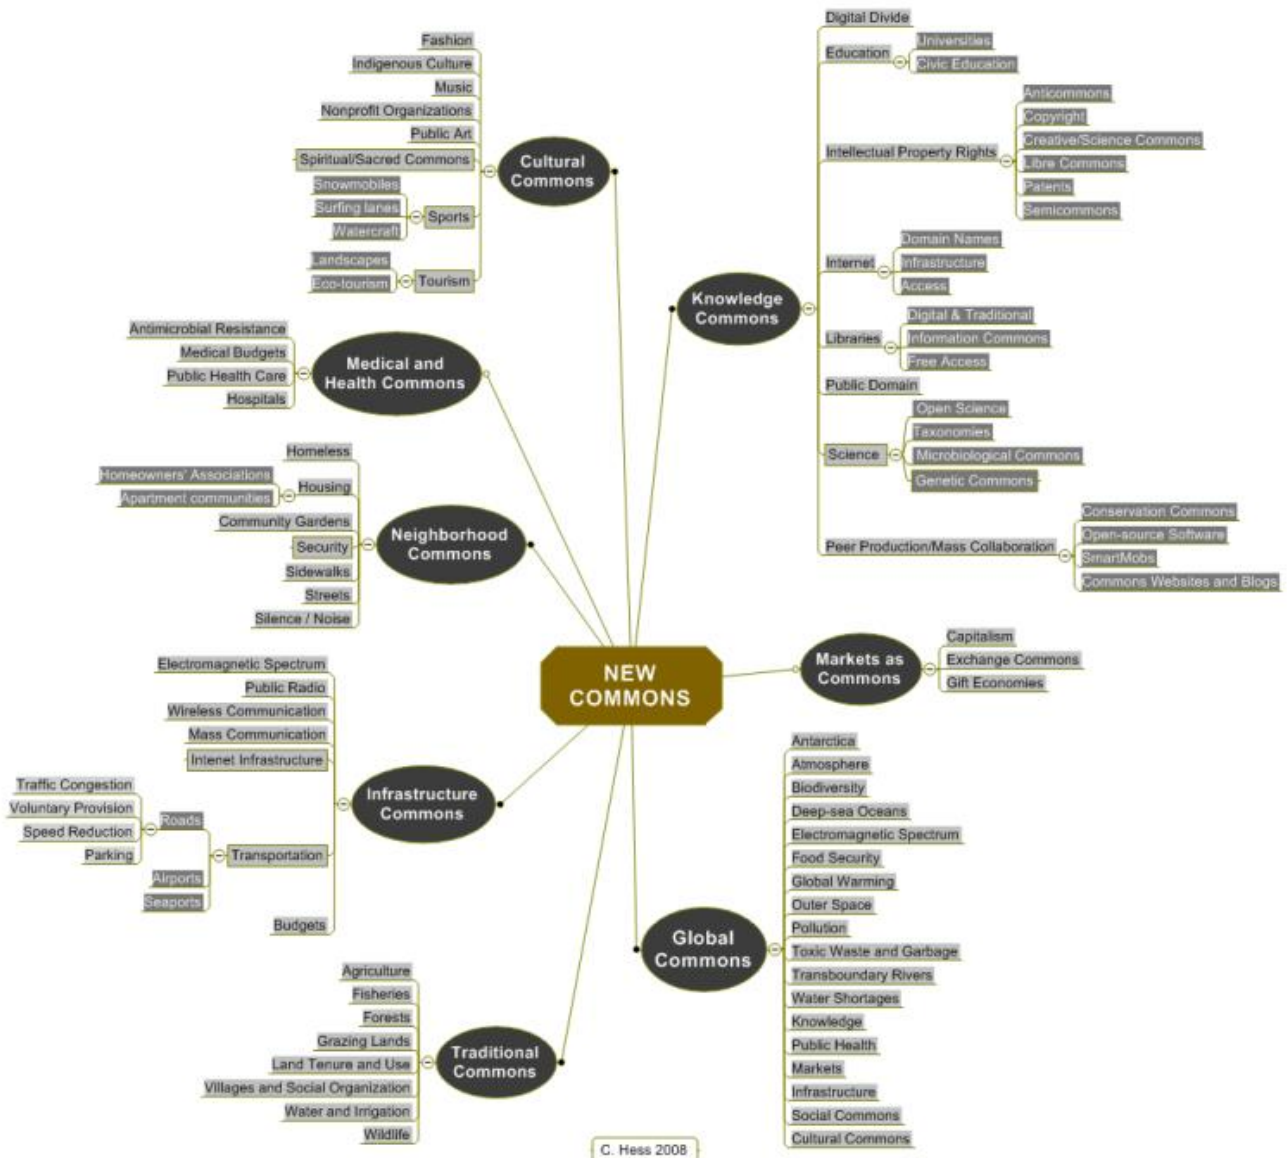 Fashion
Indigenous Culture
Music
Nonprofit Organizations
Public Art
Spiritual/Sacred Commons
Snowmobiles
Surfing lanes
Watercraft
Sports
Landscapes
Eco-tourism
Tourism
Cultural
Commons
Antimicrobial Resistance
Medical Budgets
Public Health Care
Hospitals
Medical and
Health Commons
Homeless
Homeowners' Associations
Apartment communities
Housing
Community Gardens
Security
Sidewalks
Streets
Silence / Noise
Neighborhood
Commons
Electromagnetic Spectrum
Public Radio
Wireless Communication
Mass Communication
Intenet Infrastructure
Traffic Congestion
Voluntary Provision
Speed Reduction
Parking
Roads
Airports
Seaports
Transportation
Budgets
Infrastructure
Commons
Agriculture
Fisheries
Forests
Grazing Lands
Land Tenure and Use
Villages and Social Organization
Water and Irrigation
Wildlife
Traditional
Commons
NEW
COMMONS
Knowledge
Commons
Digital Divide
Education
Universities
Civic Education
Intellectual Property Rights
Anticommons
Copyright
Creative/Science Commons
Libre Commons
Patents
Semicommons
Internet
Domain Names
Infrastructure
Access
Libraries
Digital & Traditional
Information Commons
Free Access
Public Domain
Science
Open Science
Taxonomies
Microbiological Commons
Genetic Commons
Peer Production/Mass Collaboration
Conservation Commons
Open-source Software
SmartMobs
Commons Websites and Blogs
Markets as
Commons
Capitalism
Exchange Commons
Gift Economies
Global
Commons
Antarctica
Atmosphere
Biodiversity
Deep-sea Oceans
Electromagnetic Spectrum
Food Security
Global Warming
Outer Space
Pollution
Toxic Waste and Garbage
Transboundary Rivers
Water Shortages
Knowledge
Public Health
Markets
Infrastructure
Social Commons
Cultural Commons
C. Hess 2008